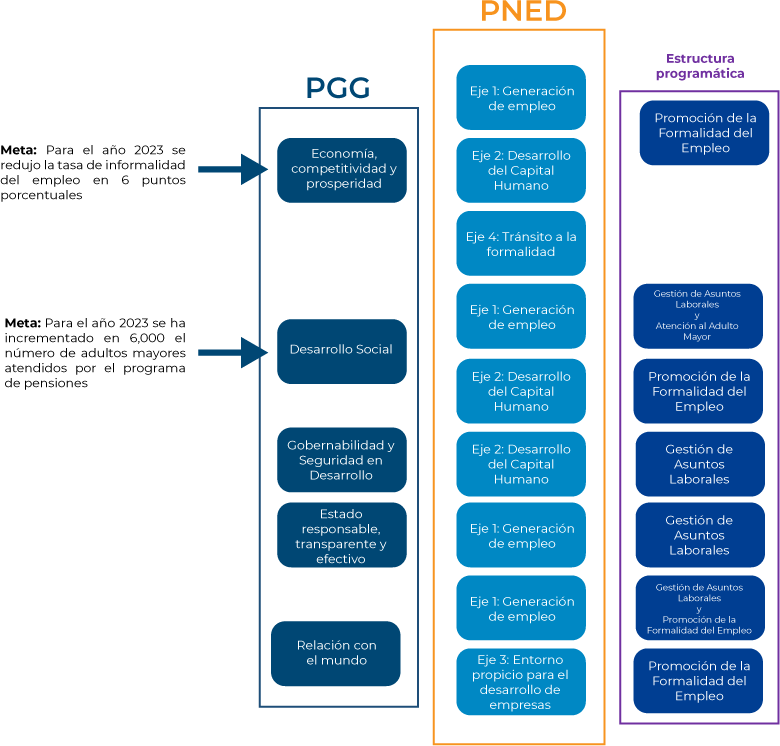 PNED
PGG
Estructura
programática
Meta: Para el año 2023 se
redujo la tasa de informalidad
del empleo en 6 puntos
porcentuales
Meta: Para el año 2023 se ha
incrementado en 6,000 el
número de adultos mayores
atendidos por el programa
de pensiones
Economía,
competitividad y
prosperidad
Desarrollo Social
Gobernabilidad y
Seguridad en
Desarrollo
Estado
responsable,
transparente y
efectivo
Relación con
el mundo
Eje 1: Generación
de empleo
Eje 2: Desarrollo
del Capital
Humano
Eje 4: Tránsito a la
formalidad
Eje 1: Generación
de empleo
Eje 2: Desarrollo
del Capital
Humano
Eje 2: Desarrollo
del Capital
Humano
Eje 1: Generación
de empleo
Eje 1: Generación
de empleo
Eje 3: Entorno
propicio para el
desarrollo de
empresas
Promoción de la
Formalidad del
Empleo
Gestión de Asuntos
Laborales
y
Atención al Adulto
Mayor
Promoción de la
Formalidad del
Empleo
Gestión de
Asuntos
Laborales
Gestión de
Asuntos
Laborales
Gestión de Asuntos
Laborales
y
Promoción de la
Formalidad del Empleo
Promoción de la
Formalidad del
Empleo